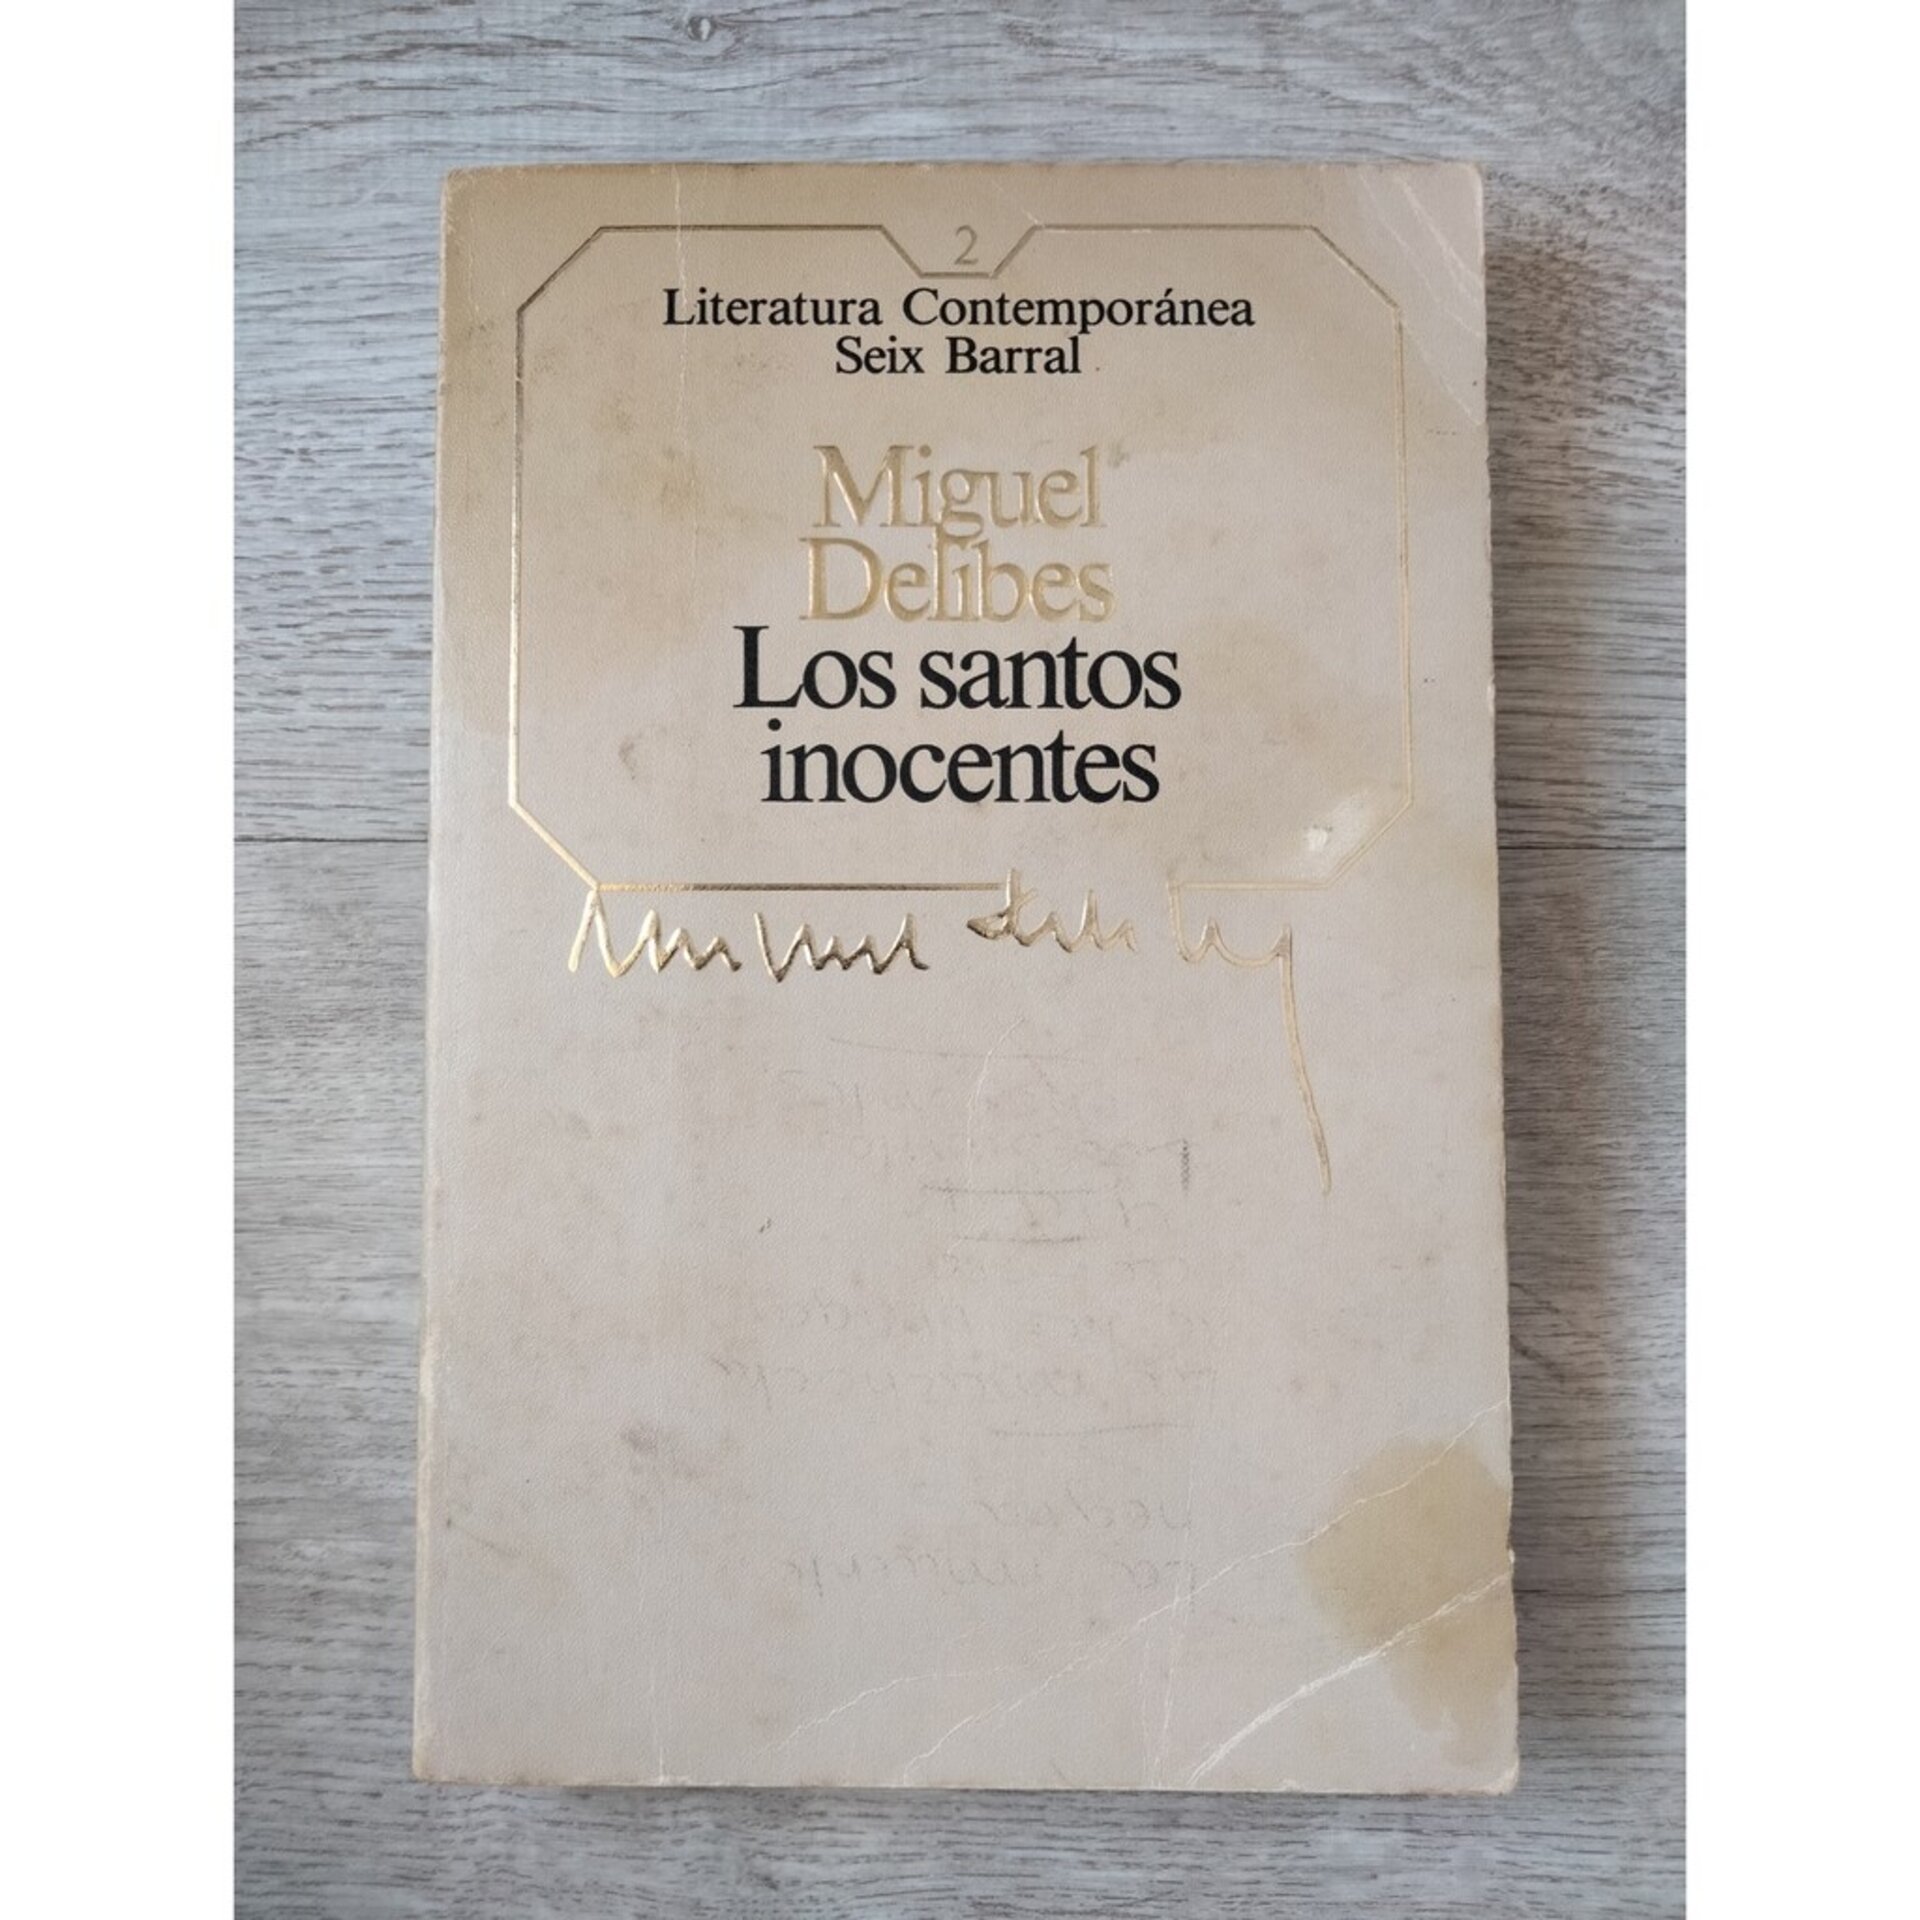 2
Literatura Contemporánea
Seix Barral
Miguel
Delibes
Los santos
inocentes